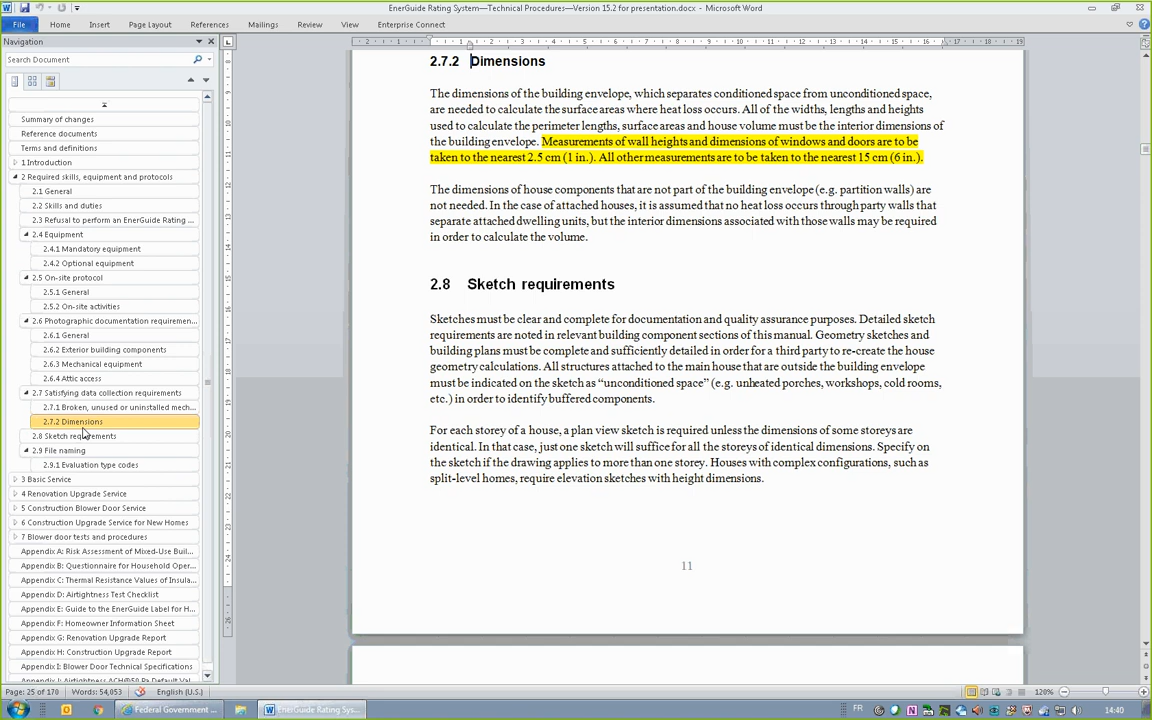 EnerGuide Rating System—Technical Procedures—Version 15.2 for presentation.docx - Microsoft Word
File Home Insert Page Layout References Mailings Review View Enterprise Connect
Navigation
Search Document
Summary of changes
Reference documents
Terms and definitions
1 Introduction
2 Required skills, equipment and protocols
2.1 General
2.2 Skills and duties
2.3 Refusal to perform an EnerGuide Rating ...
2.4 Equipment
2.4.1 Mandatory equipment
2.4.2 Optional equipment
2.5 On-site protocol
2.5.1 General
2.5.2 On-site activities
2.6 Photographic documentation requiremen...
2.6.1 General
2.6.2 Exterior building components
2.6.3 Mechanical equipment
2.6.4 Attic access
2.7 Satisfying data collection requirements
2.7.1 Broken, unused or uninstalled mech...
2.7.2 Dimensions
2.8 Sketch requirements
2.9 File naming
2.9.1 Evaluation type codes
3 Basic Service
4 Renovation Upgrade Service
5 Construction Blower Door Service
6 Construction Upgrade Service for New Homes
7 Blower door tests and procedures
Appendix A: Risk Assessment of Mixed-Use Buil...
Appendix B: Questionnaire for Household Oper...
Appendix C: Thermal Resistance Values of Insula...
Appendix D: Airtightness Test Checklist
Appendix E: Guide to the EnerGuide Label for H...
Appendix F: Homeowner Information Sheet
Appendix G: Renovation Upgrade Report
Appendix H: Construction Upgrade Report
Appendix I: Blower Door Technical Specifications
2.7.2 Dimensions
The dimensions of the building envelope, which separates conditioned space from unconditioned space,
are needed to calculate the surface areas where heat loss occurs. All of the widths, lengths and heights
used to calculate the perimeter lengths, surface areas and house volume must be the interior dimensions of
the building envelope. Measurements of wall heights and dimensions of windows and doors are to be
taken to the nearest 2.5 cm (1 in.). All other measurements are to be taken to the nearest 15 cm (6 in.).
The dimensions of house components that are not part of the building envelope (e.g. partition walls) are
not needed. In the case of attached houses, it is assumed that no heat loss occurs through party walls that
separate attached dwelling units, but the interior dimensions associated with those walls may be required
in order to calculate the volume.
2.8 Sketch requirements
Sketches must be clear and complete for documentation and quality assurance purposes. Detailed sketch
requirements are noted in relevant building component sections of this manual. Geometry sketches and
building plans must be complete and sufficiently detailed in order for a third party to re-create the house
geometry calculations. All structures attached to the main house that are outside the building envelope
must be indicated on the sketch as “unconditioned space” (e.g. unheated porches, workshops, cold rooms,
etc.) in order to identify buffered components.
For each storey of a house, a plan view sketch is required unless the dimensions of some storeys are
identical. In that case, just one sketch will suffice for all the storeys of identical dimensions. Specify on
the sketch if the drawing applies to more than one storey. Houses with complex configurations, such as
split-level homes, require elevation sketches with height dimensions.
11
Page: 25 of 170 Words: 54,053 English (U.S.) 120%
Federal Government ... EnerGuide Rating Sys... FR 14:40